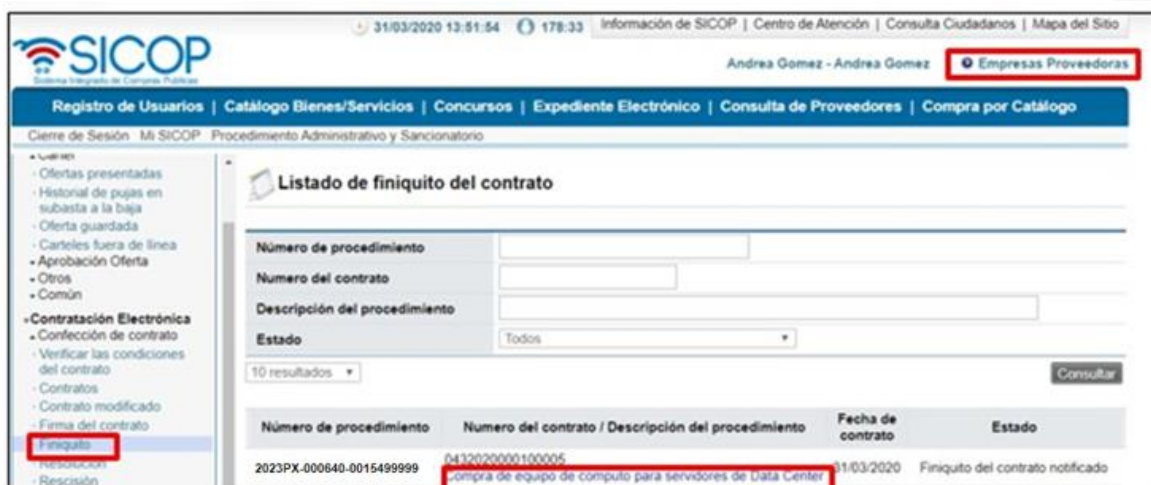 31/03/2020 13:51:54 178:33 Información de SICOP | Centro de Atención | Consulta Ciudadanos | Mapa del Sitio
SICOP
Sistema Integrado de Compras Públicas
Andrea Gomez - Andrea Gomez Empresas Proveedoras
Registro de Usuarios | Catálogo Bienes/Servicios | Concursos | Expediente Electrónico | Consulta de Proveedores | Compra por Catálogo
Cierre de Sesión Mi SICOP Procedimiento Administrativo y Sancionatorio
Cartel
Ofertas presentadas
Historial de pujas en
subasta a la baja
Oferta guardada
Carteles fuera de línea
Aprobación Oferta
Otros
Común
Contratación Electrónica
Confección de contrato
Verificar las condiciones
del contrato
Contratos
Contrato modificado
Firma del contrato
Finiquito
Resolución
Rescisión
Listado de finiquito del contrato
Número de procedimiento
Numero del contrato
Descripción del procedimiento
Estado Todos
10 resultados Consultar
Número de procedimiento Numero del contrato / Descripción del procedimiento Fecha de contrato Estado
2023PX-000640-0015499999 0432020000100005 31/03/2020 Finiquito del contrato notificado
Compra de equipo de computo para servidores de Data Center